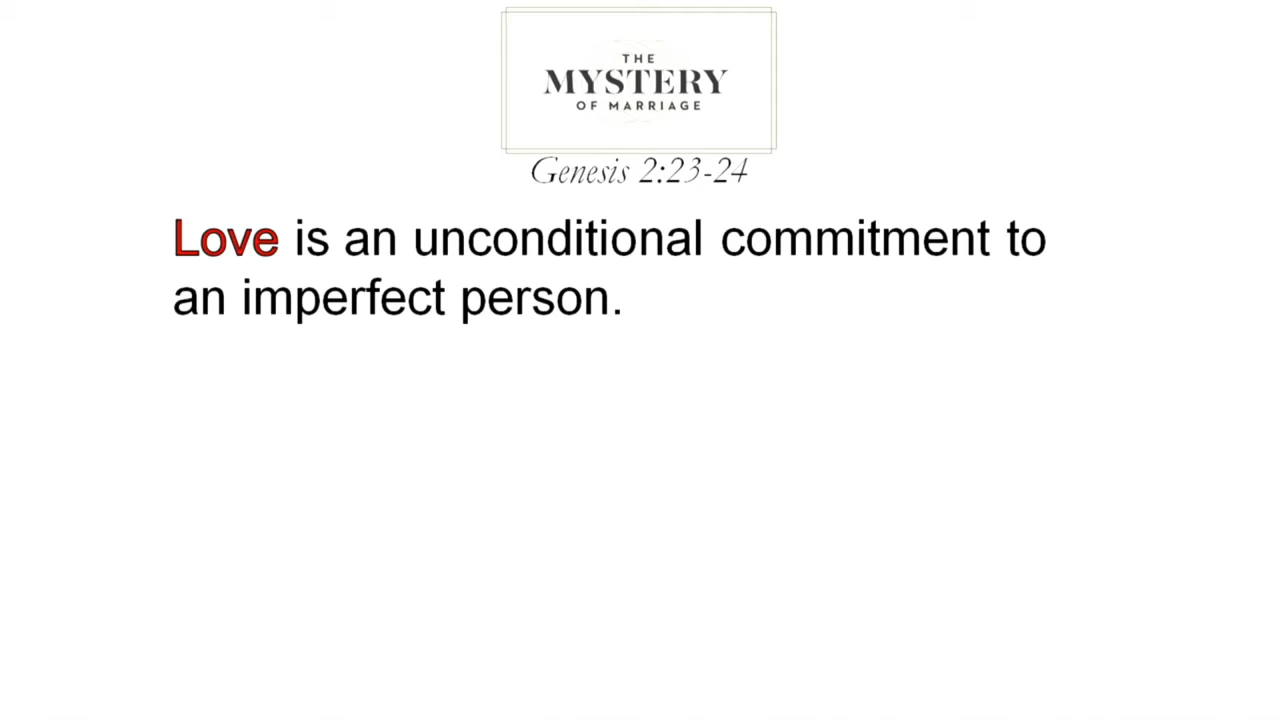 THE
MYSTERY
OF MARRIAGE
Genesis 2:23-24
Love is an unconditional commitment to
an imperfect person.